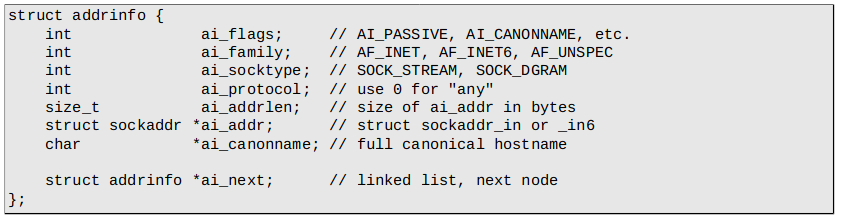 struct addrinfo {
    int              ai_flags;     // AI_PASSIVE, AI_CANONNAME, etc.
    int              ai_family;    // AF_INET, AF_INET6, AF_UNSPEC
    int              ai_socktype;  // SOCK_STREAM, SOCK_DGRAM
    int              ai_protocol;  // use 0 for "any"
    size_t           ai_addrlen;   // size of ai_addr in bytes
    struct sockaddr *ai_addr;      // struct sockaddr_in or _in6
    char            *ai_canonname; // full canonical hostname

    struct addrinfo *ai_next;      // linked list, next node
};